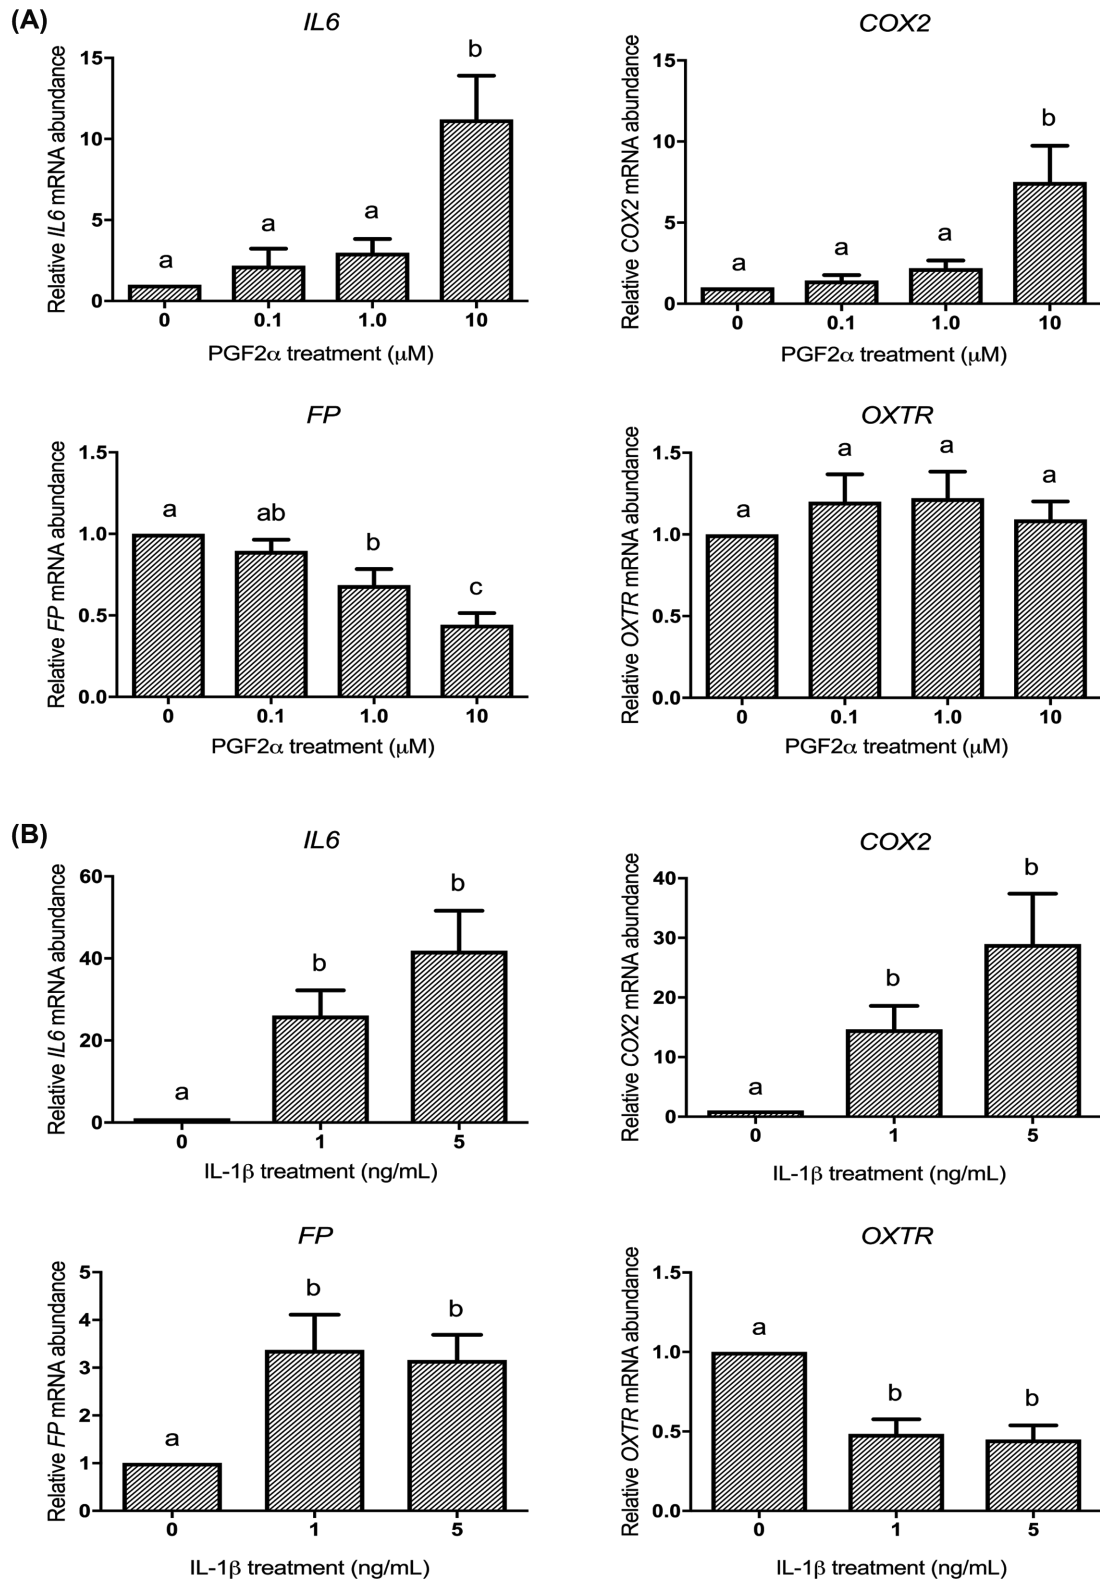 (A)
IL6
Relative IL6 mRNA abundance
15
10
5
0
a
a
a
b
0 0.1 1.0 10
PGF2α treatment (μM)
COX2
Relative COX2 mRNA abundance
15
10
5
0
a
a
a
b
0 0.1 1.0 10
PGF2α treatment (μM)
FP
Relative FP mRNA abundance
1.5
1.0
0.5
0.0
a
ab
b
c
0 0.1 1.0 10
PGF2α treatment (μM)
OXTR
Relative OXTR mRNA abundance
1.5
1.0
0.5
0.0
a
a
a
a
0 0.1 1.0 10
PGF2α treatment (μM)
(B)
IL6
Relative IL6 mRNA abundance
60
40
20
0
a
b
b
0 1 5
IL-1β treatment (ng/mL)
COX2
Relative COX2 mRNA abundance
40
30
20
10
0
a
b
b
0 1 5
IL-1β treatment (ng/mL)
FP
Relative FP mRNA abundance
5
4
3
2
1
0
a
b
b
0 1 5
IL-1β treatment (ng/mL)
OXTR
Relative OXTR mRNA abundance
1.5
1.0
0.5
0.0
a
b
b
0 1 5
IL-1β treatment (ng/mL)